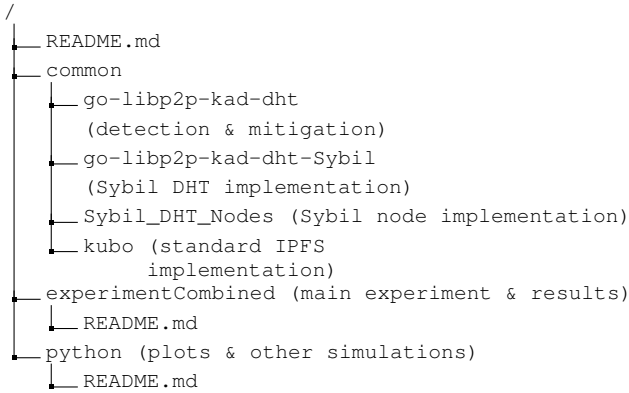 /
README.md
common
go-libp2p-kad-dht
(detection & mitigation)
go-libp2p-kad-dht-Sybil
(Sybil DHT implementation)
Sybil_DHT_Nodes (Sybil node implementation)
kubo (standard IPFS
implementation)
experimentCombined (main experiment & results)
README.md
python (plots & other simulations)
README.md